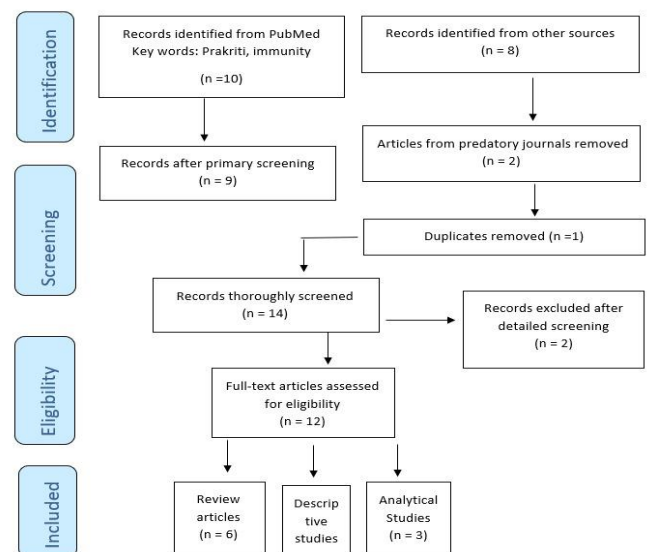 Identification
Records identified from PubMed
Key words: Prakriti, immunity
(n =10)
Records identified from other sources
(n = 8)
Records after primary screening
(n = 9)
Articles from predatory journals removed
(n = 2)
Screening
Duplicates removed (n =1)
Records thoroughly screened
(n = 14)
Records excluded after
detailed screening
(n = 2)
Eligibility
Full-text articles assessed
for eligibility
(n = 12)
Included
Review
articles
(n = 6)
Descrip
tive
studies
Analytical
Studies
(n = 3)